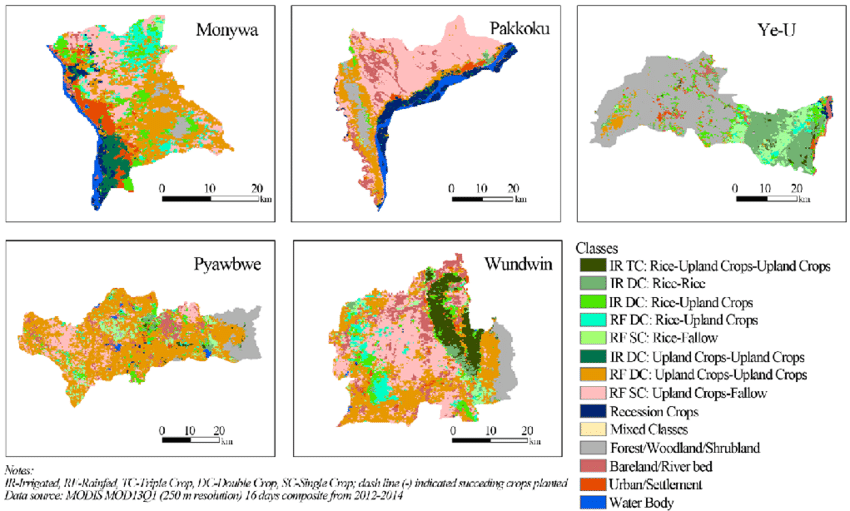 Monywa
0 10 20
km
Pakkoku
0 10 20
km
Ye-U
0 10 20
km
Pyawbwe
0 10 20
km
Wundwin
0 10 20
km
Classes
IR TC: Rice-Upland Crops-Upland Crops
IR DC: Rice-Rice
IR DC: Rice-Upland Crops
RF DC: Rice-Upland Crops
RF SC: Rice-Fallow
IR DC: Upland Crops-Upland Crops
RF DC: Upland Crops-Upland Crops
RF SC: Upland Crops-Fallow
Recession Crops
Mixed Classes
Forest/Woodland/Shrubland
Bareland/River bed
Urban/Settlement
Water Body
Notes:
IR-Irrigated, RF-Rainfed, TC-Triple Crop, DC-Double Crop, SC-Single Crop; dash line (-) indicated succeding crops planted
Data source: MODIS MOD13Q1 (250 m resolution) 16 days composite from 2012-2014